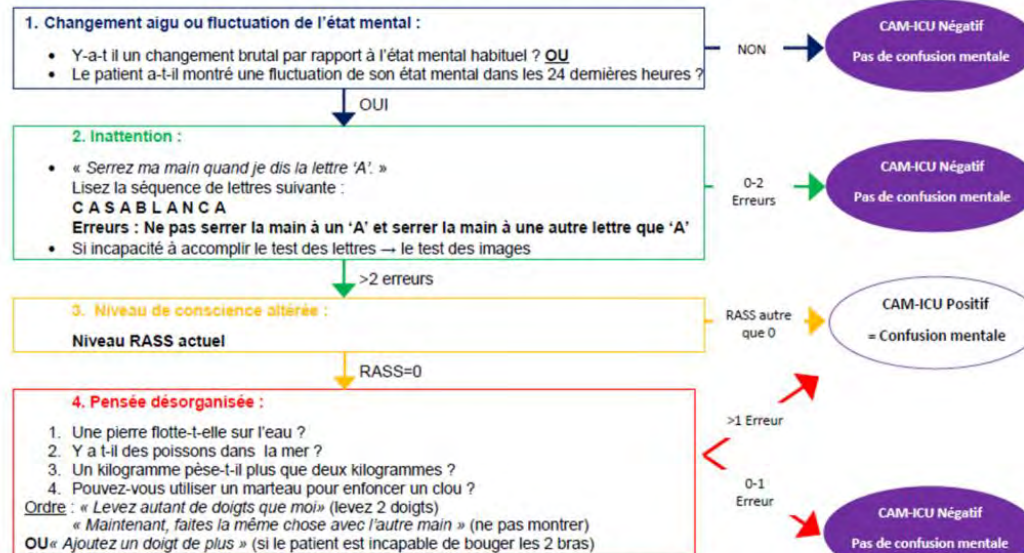 1. Changement aigu ou fluctuation de l'état mental :
• Y-a-t il un changement brutal par rapport à l'état mental habituel ? OU
• Le patient a-t-il montré une fluctuation de son état mental dans les 24 dernières heures ?
NON
CAM-ICU Négatif
Pas de confusion mentale
OUI
2. Inattention :
• « Serrez ma main quand je dis la lettre 'A'. »
Lisez la séquence de lettres suivante :
C A S A B L A N C A
Erreurs : Ne pas serrer la main à un 'A' et serrer la main à une autre lettre que 'A'
• Si incapacité à accomplir le test des lettres → le test des images
0-2
Erreurs
CAM-ICU Négatif
Pas de confusion mentale
>2 erreurs
3. Niveau de conscience altérée :
Niveau RASS actuel
RASS autre
que 0
CAM-ICU Positif
= Confusion mentale
RASS=0
4. Pensée désorganisée :
1. Une pierre flotte-t-elle sur l'eau ?
2. Y a t-il des poissons dans la mer ?
3. Un kilogramme pèse-t-il plus que deux kilogrammes ?
4. Pouvez-vous utiliser un marteau pour enfoncer un clou ?
Ordre : « Levez autant de doigts que moi» (levez 2 doigts)
« Maintenant, faites la même chose avec l'autre main » (ne pas montrer)
OU« Ajoutez un doigt de plus » (si le patient est incapable de bouger les 2 bras)
>1 Erreur
0-1
Erreur
CAM-ICU Négatif
Pas de confusion mentale